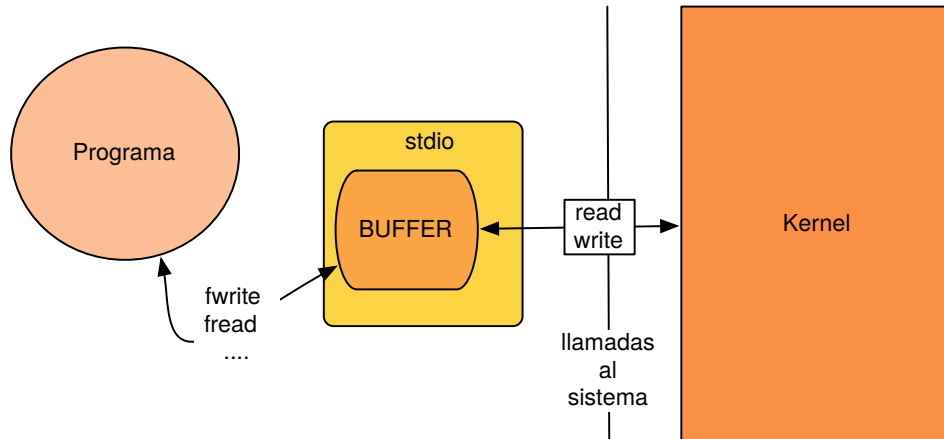 Programa
stdio
BUFFER
fwrite
fread
....
read
write
llamadas
al
sistema
Kernel